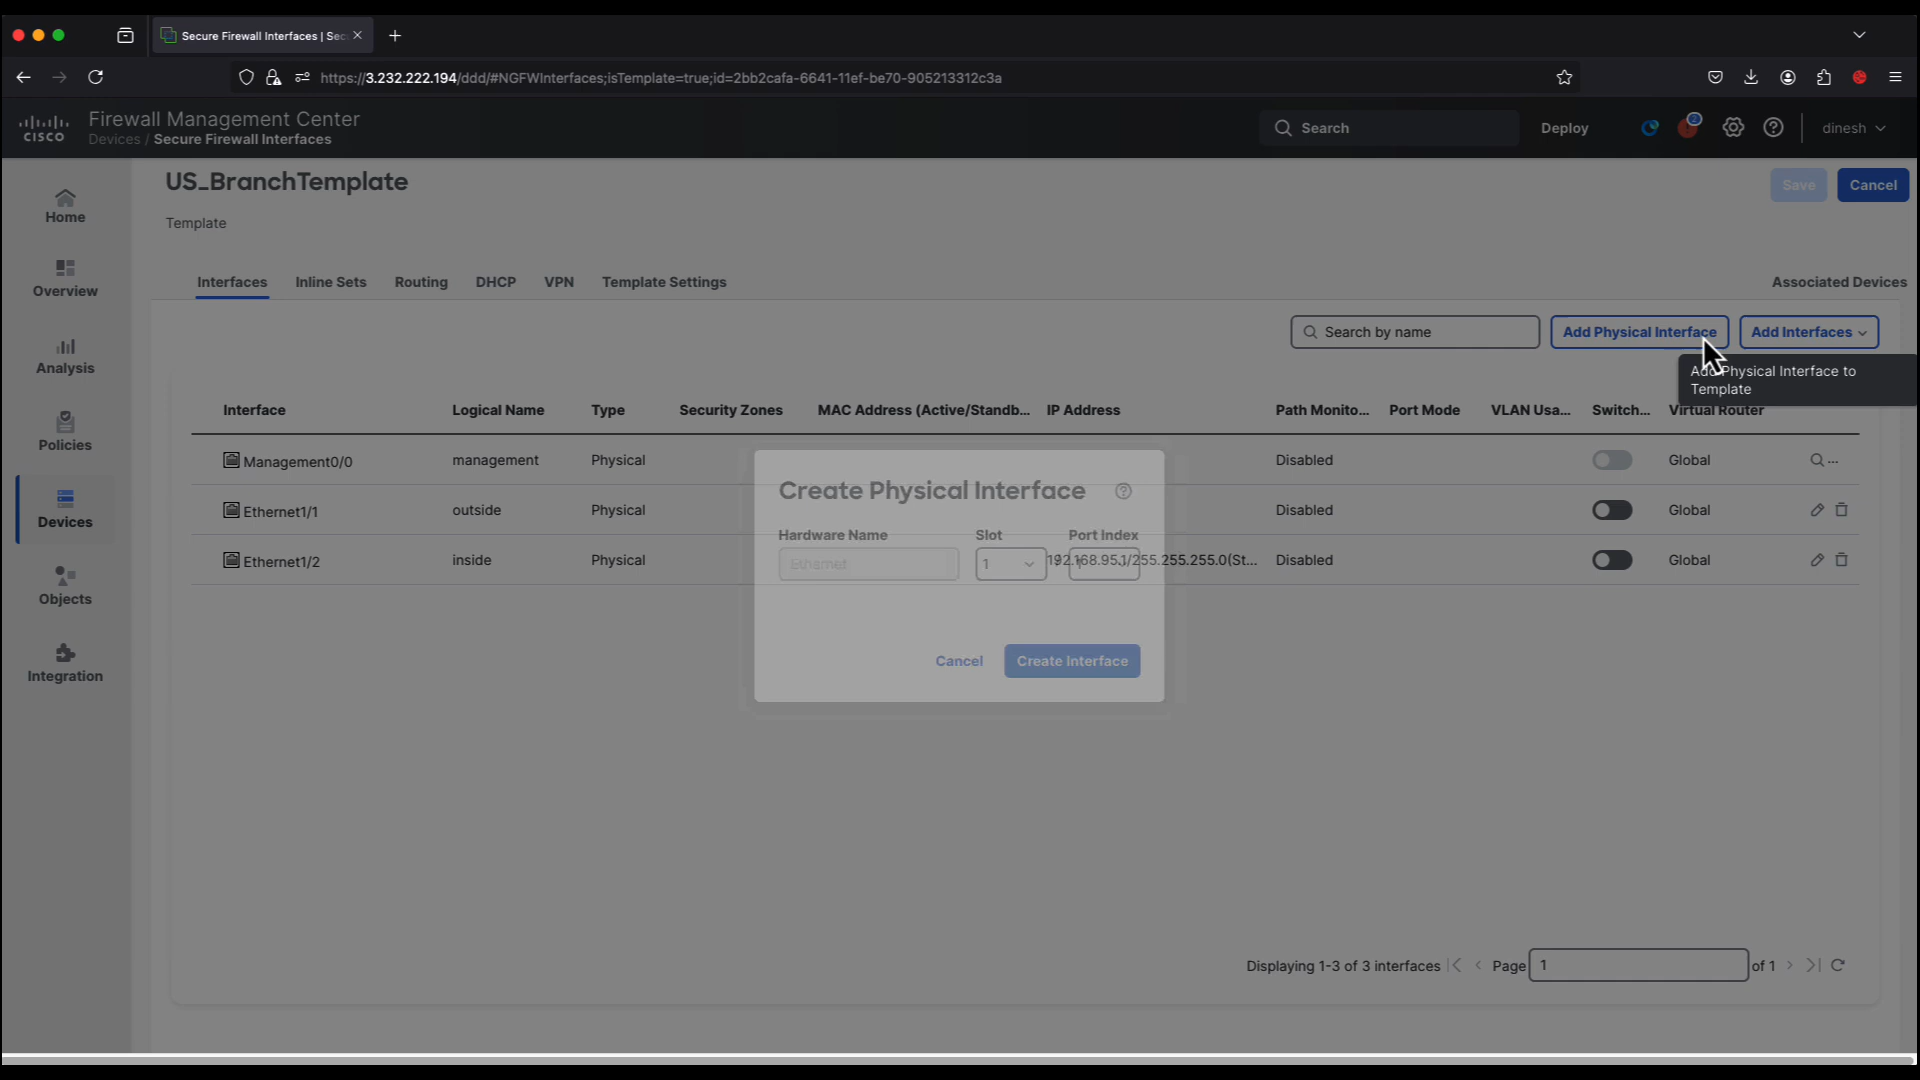 Secure Firewall Interfaces | Sec
https://3.232.222.194/ddd/#NGFWInterfaces;isTemplate=true;id=2bb2cafa-6641-11ef-be70-905213312c3a
CISCO
Firewall Management Center
Devices / Secure Firewall Interfaces
Search
Deploy
2
dinesh
Home
Overview
Analysis
Policies
Devices
Objects
Integration
US_BranchTemplate
Save
Cancel
Template
Interfaces
Inline Sets
Routing
DHCP
VPN
Template Settings
Associated Devices
Search by name
Add Physical Interface
Add Interfaces
Add Physical Interface to
Template
Interface Logical Name Type Security Zones MAC Address (Active/Standb... IP Address Path Monito... Port Mode VLAN Usa... Switch... Virtual Router
Management0/0 management Physical Disabled Global ...
Ethernet1/1 outside Physical Disabled Global
Ethernet1/2 inside Physical 192.168.95.1/255.255.255.0(St... Disabled Global
Create Physical Interface
Hardware Name Slot Port Index
Ethernet 1
Cancel
Create Interface
Displaying 1-3 of 3 interfaces Page 1 of 1